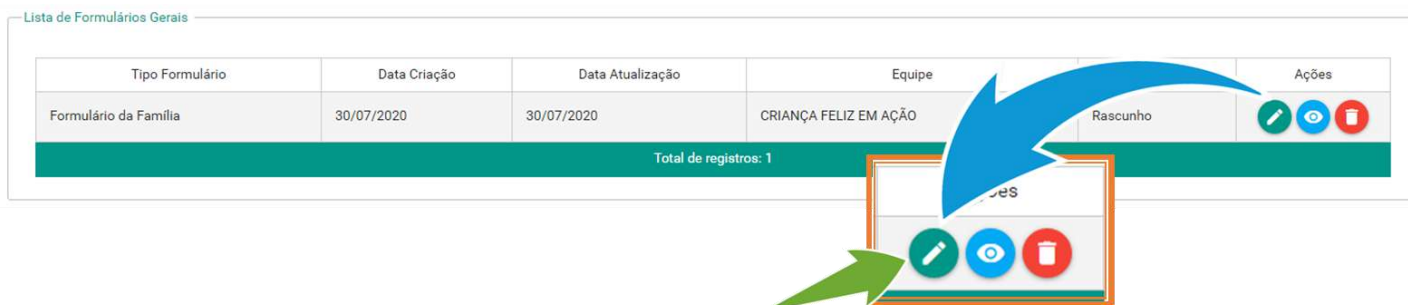 Lista de Formulários Gerais
Tipo Formulário Data Criação Data Atualização Equipe Ações
Formulário da Família 30/07/2020 30/07/2020 CRIANÇA FELIZ EM AÇÃO Rascunho
Total de registros: 1